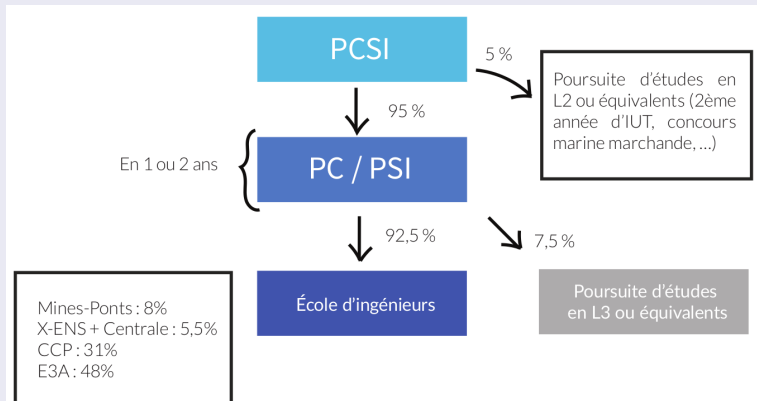 PCSI
5 %
Poursuite d'études en
L2 ou équivalents (2ème
année d'IUT, concours
marine marchande, ...)
95 %
En 1 ou 2 ans
PC / PSI
92,5 %
7,5 %
École d'ingénieurs
Poursuite d'études
en L3 ou équivalents
Mines-Ponts : 8%
X-ENS + Centrale : 5,5%
CCP : 31%
E3A : 48%